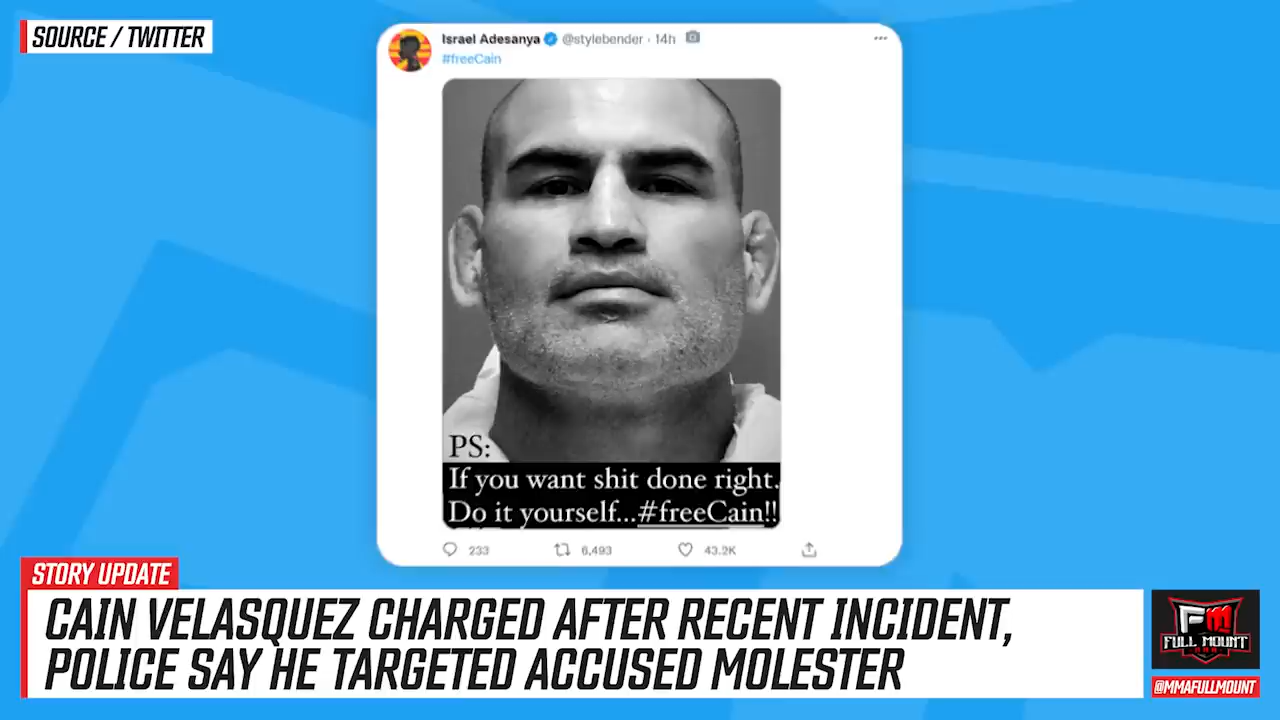 SOURCE / TWITTER
Israel Adesanya @stylebender · 14h
#freeCain
PS:
If you want shit done right.
Do it yourself...#freeCain!!
233 6,493 43.2K
STORY UPDATE
CAIN VELASQUEZ CHARGED AFTER RECENT INCIDENT,
POLICE SAY HE TARGETED ACCUSED MOLESTER
FM
FULL MOUNT
@MMAFULLMOUNT